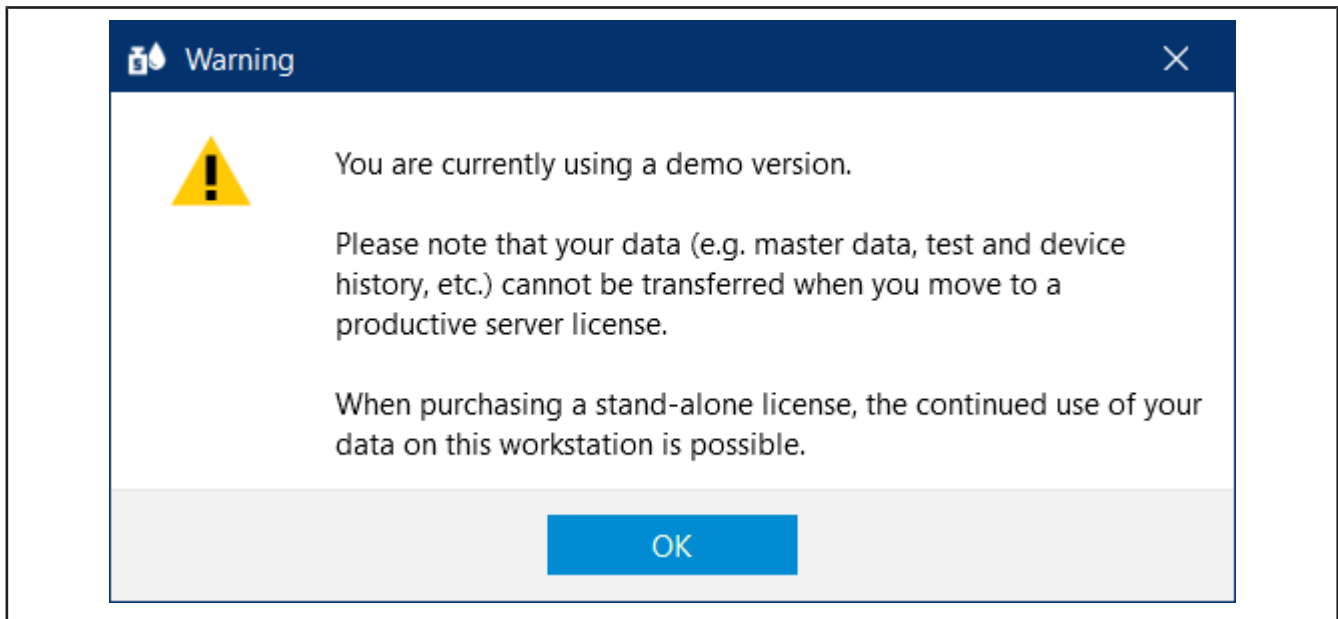 Warning
You are currently using a demo version.
Please note that your data (e.g. master data, test and device
history, etc.) cannot be transferred when you move to a
productive server license.
When purchasing a stand-alone license, the continued use of your
data on this workstation is possible.
OK